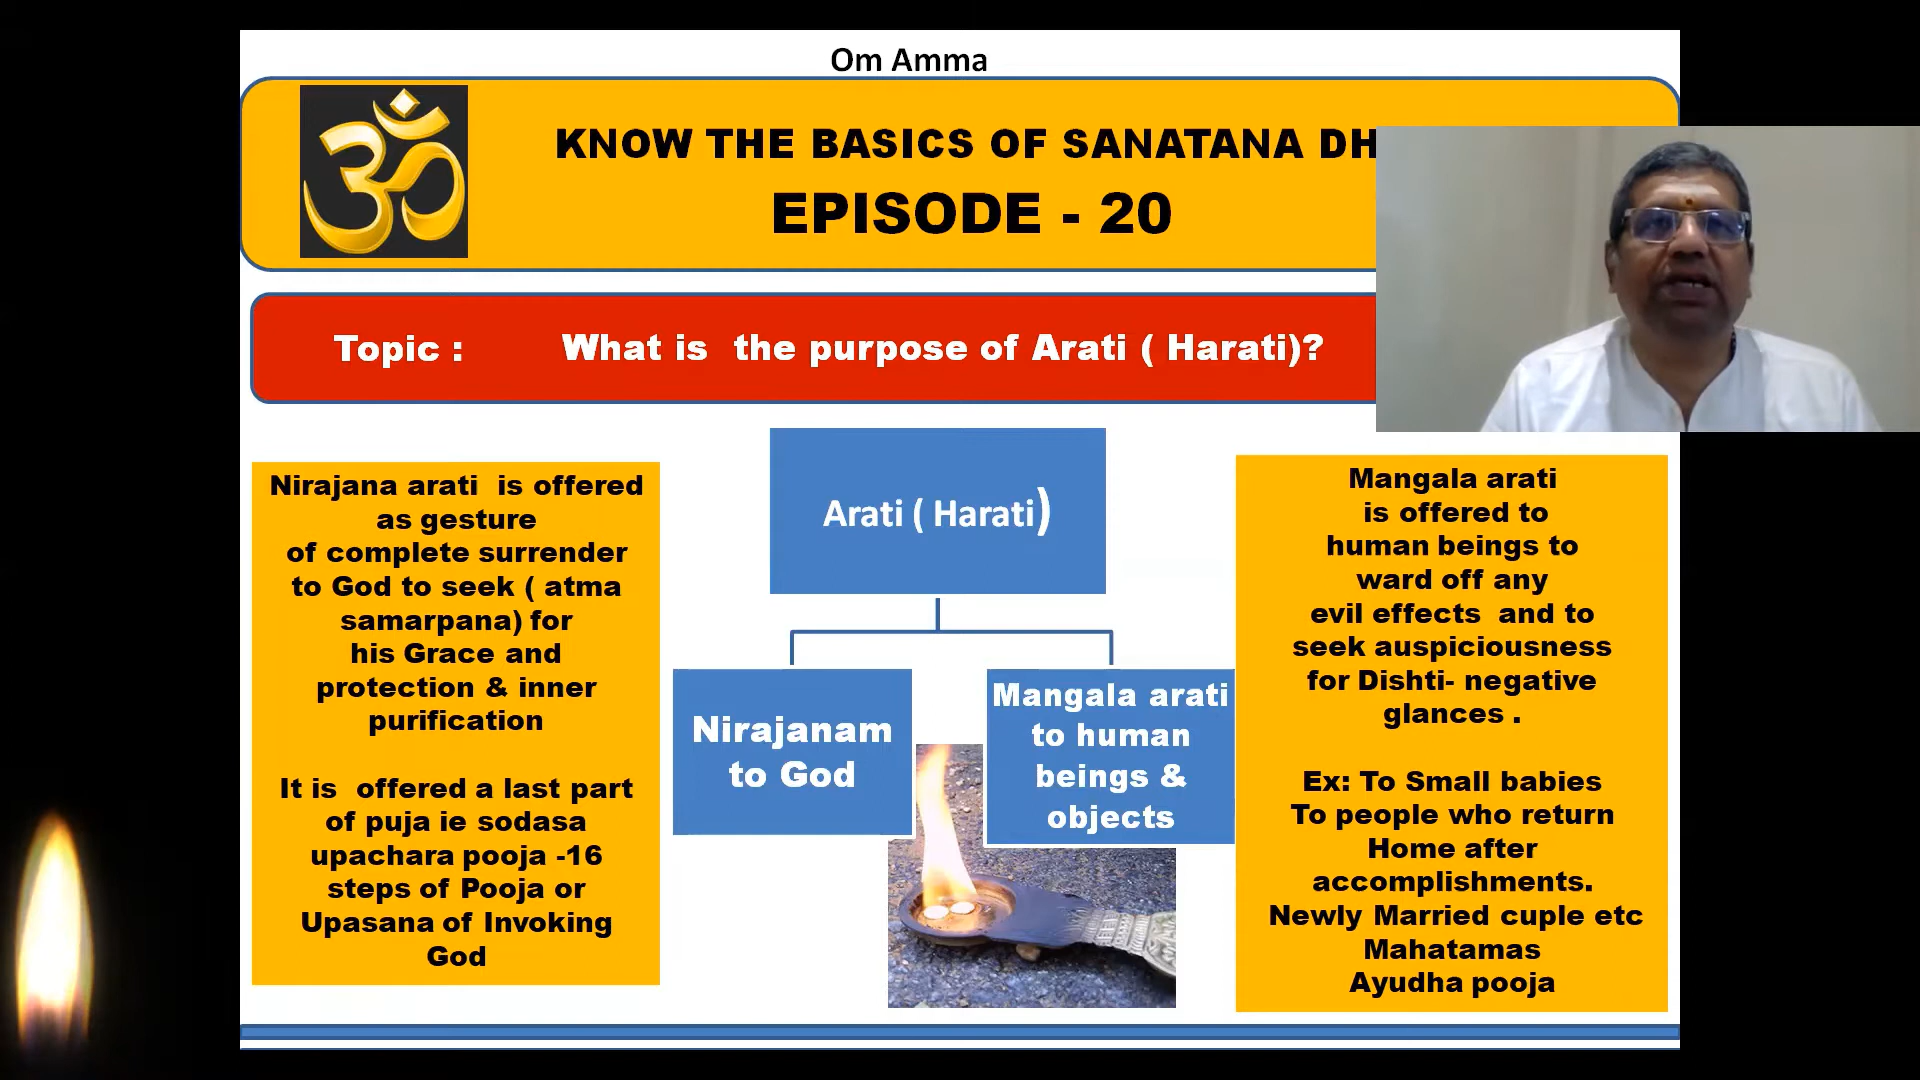 Om Amma
KNOW THE BASICS OF SANATANA DH
EPISODE - 20
Topic : What is the purpose of Arati ( Harati)?
Nirajana arati is offered
as gesture
of complete surrender
to God to seek ( atma
samarpana) for
his Grace and
protection & inner
purification
It is offered a last part
of puja ie sodasa
upachara pooja -16
steps of Pooja or
Upasana of Invoking
God
Arati ( Harati)
Nirajanam
to God
Mangala arati
to human
beings &
objects
Mangala arati
is offered to
human beings to
ward off any
evil effects and to
seek auspiciousness
for Dishti- negative
glances .
Ex: To Small babies
To people who return
Home after
accomplishments.
Newly Married cuple etc
Mahatamas
Ayudha pooja